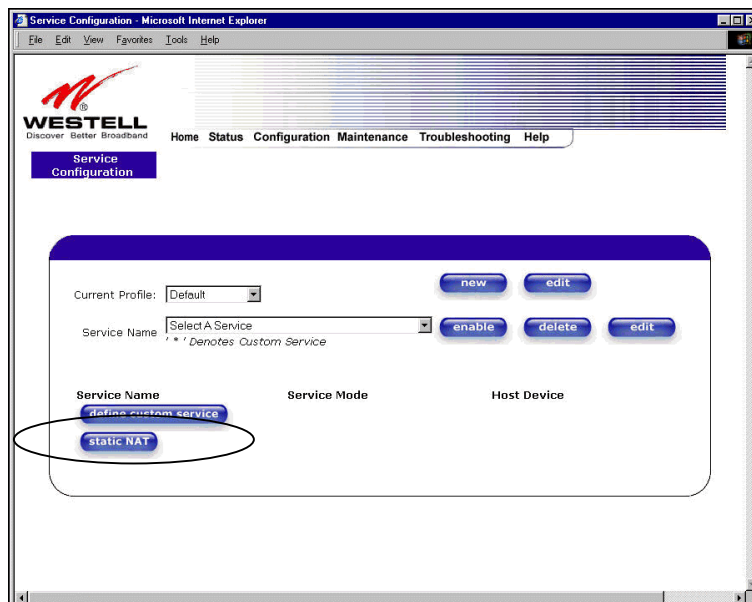 Service Configuration - Microsoft Internet Explorer
File Edit View Favorites Tools Help
®
WESTELL
Discover Better Broadband
Home Status Configuration Maintenance Troubleshooting Help
Service
Configuration
Current Profile: Default new edit
Service Name Select A Service enable delete edit
' * ' Denotes Custom Service
Service Name Service Mode Host Device
define custom service
static NAT